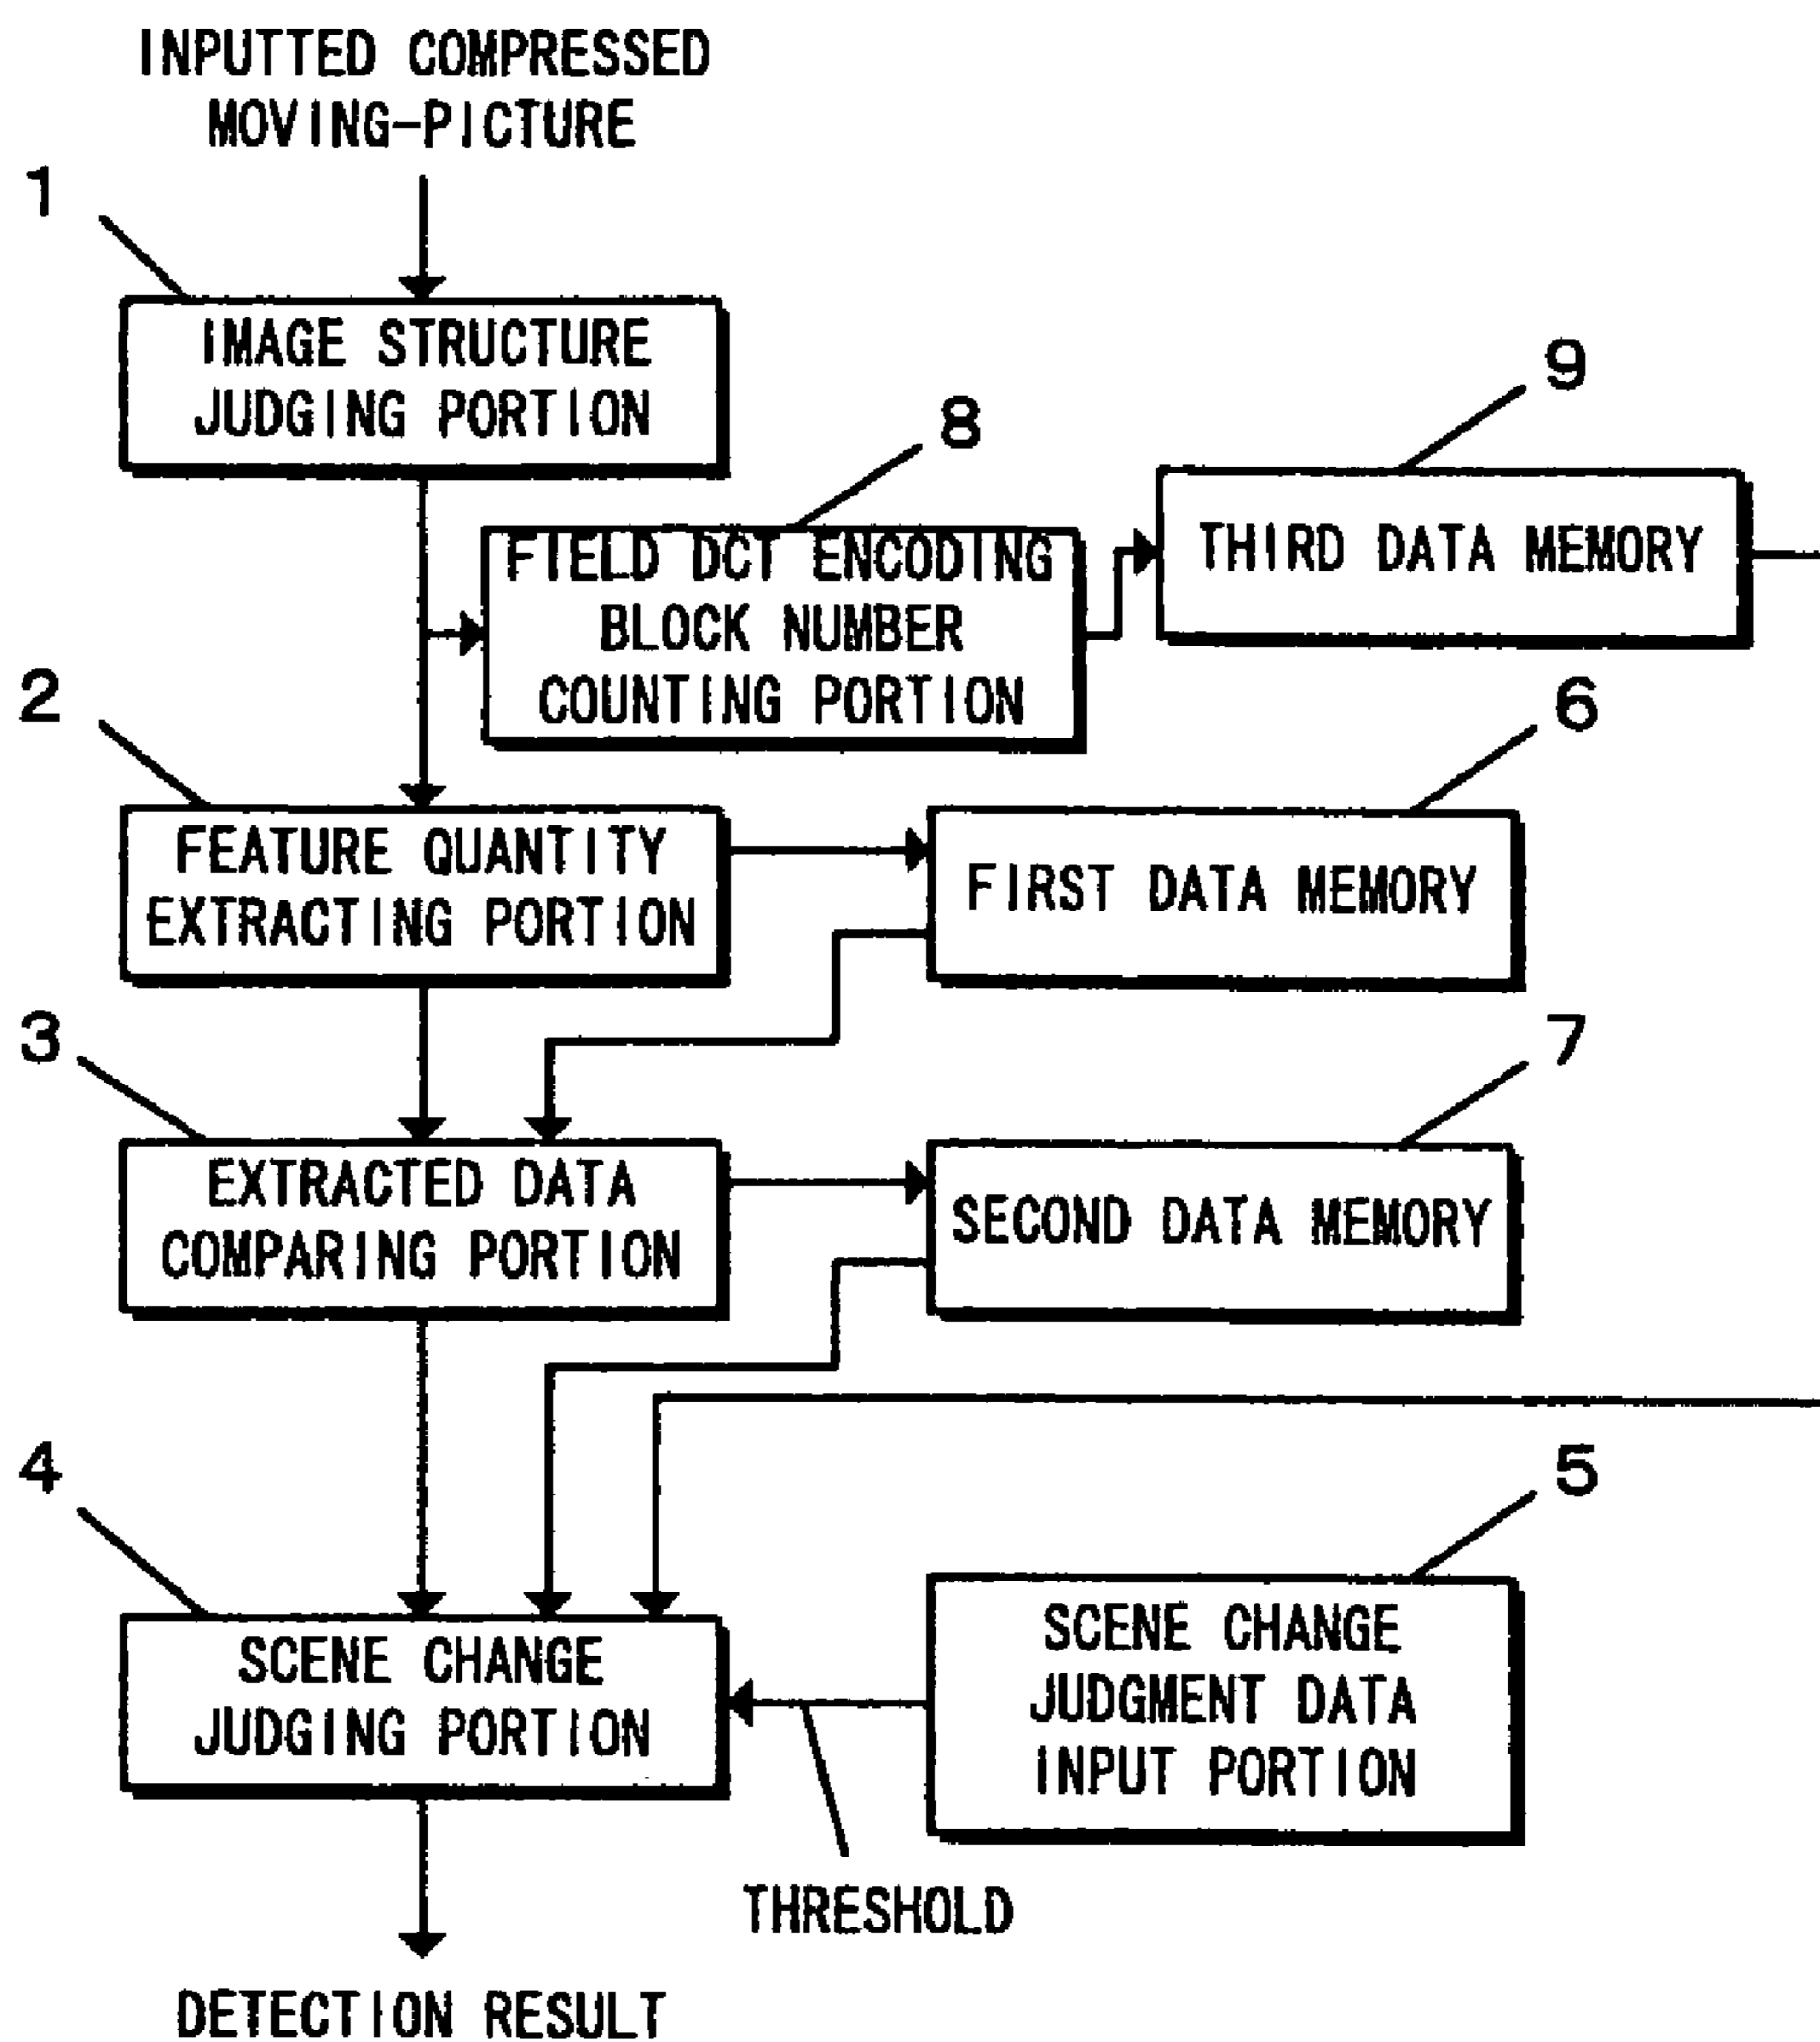 INPUTTED COMPRESSED
MOVING-PICTURE
1
IMAGE STRUCTURE
JUDGING PORTION
8
9
FIELD DCT ENCODING
BLOCK NUMBER
COUNTING PORTION
THIRD DATA MEMORY
2
6
FEATURE QUANTITY
EXTRACTING PORTION
FIRST DATA MEMORY
3
7
EXTRACTED DATA
COMPARING PORTION
SECOND DATA MEMORY
4
5
SCENE CHANGE
JUDGING PORTION
SCENE CHANGE
JUDGMENT DATA
INPUT PORTION
THRESHOLD
DETECTION RESULT